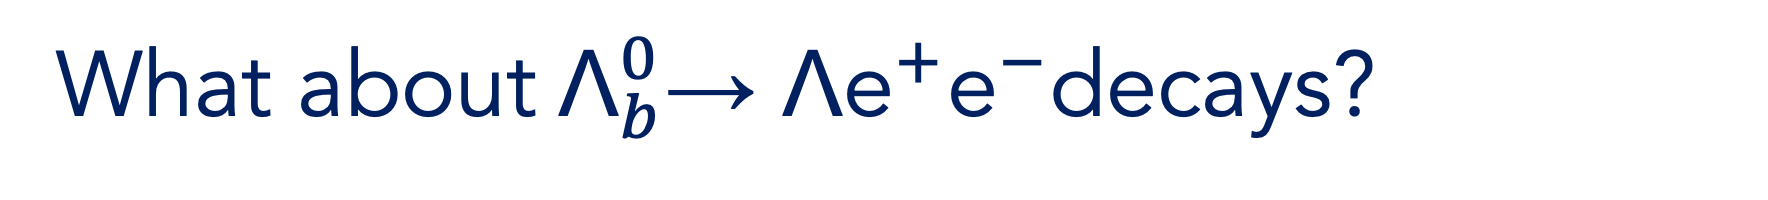 What about Λ⁰_b → Λe⁺e⁻decays?